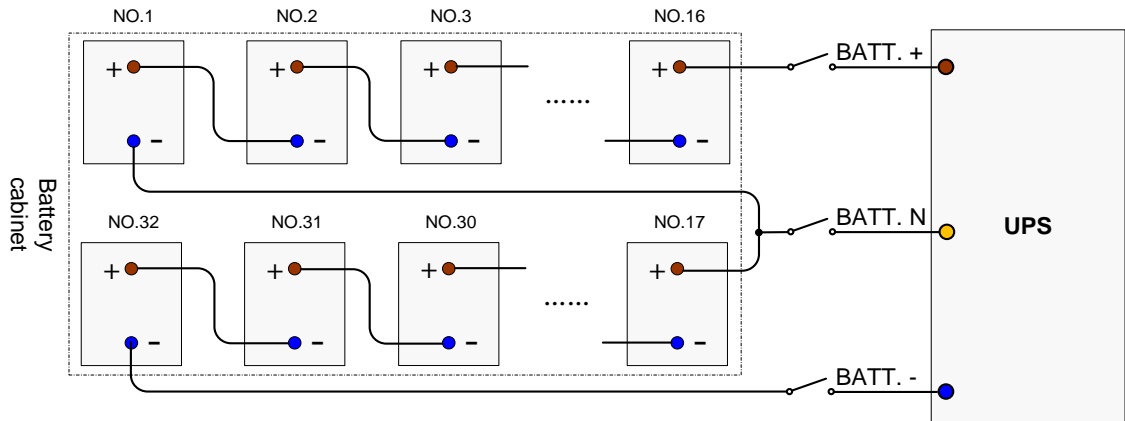 NO.1 NO.2 NO.3 NO.16
+ + + + BATT. +
......
- - - -
Battery
cabinet
NO.32 NO.31 NO.30 NO.17 BATT. N UPS
+ + + +
......
- - - -
BATT. -